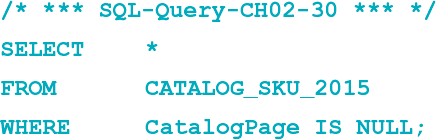 /* *** SQL-Query-CH02-30 *** */
SELECT *
FROM CATALOG_SKU_2015
WHERE CatalogPage IS NULL;